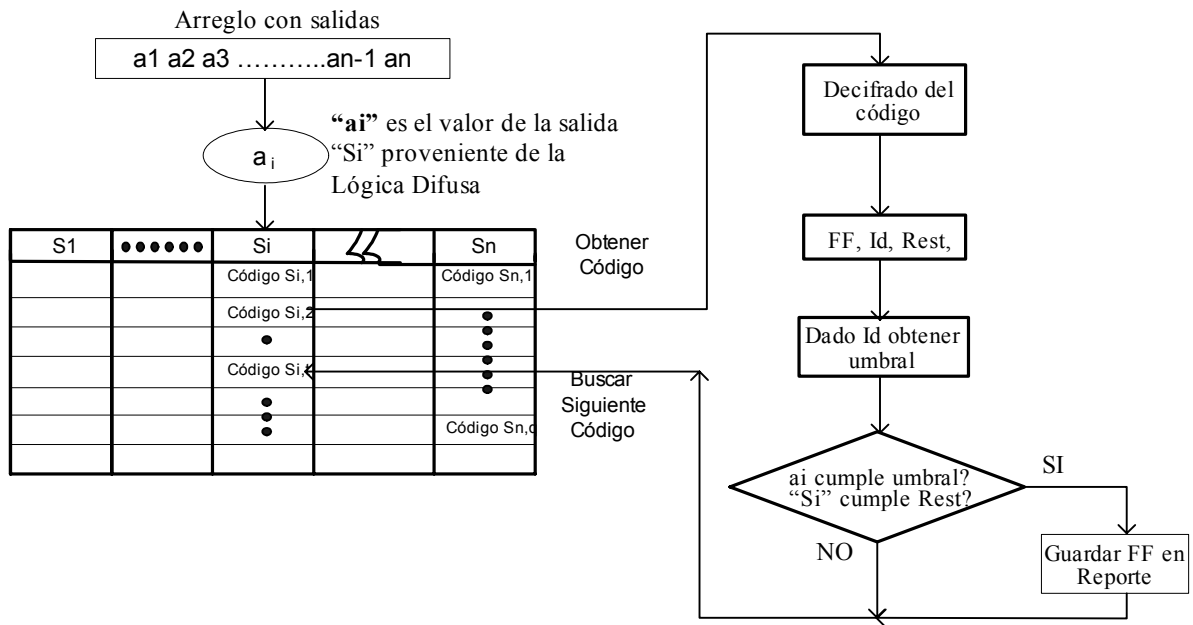 Arreglo con salidas
a1 a2 a3 ………..an-1 an
a i
“ai” es el valor de la salida
“Si” proveniente de la
Lógica Difusa
S1
Si
Sn
Código Si,1
Código Sn,1
Código Si,2
Código Si,
Código Sn,
Obtener
Código
Buscar
Siguiente
Código
Decifrado del
código
FF, Id, Rest,
Dado Id obtener
umbral
ai cumple umbral?
“Si” cumple Rest?
SI
NO
Guardar FF en
Reporte